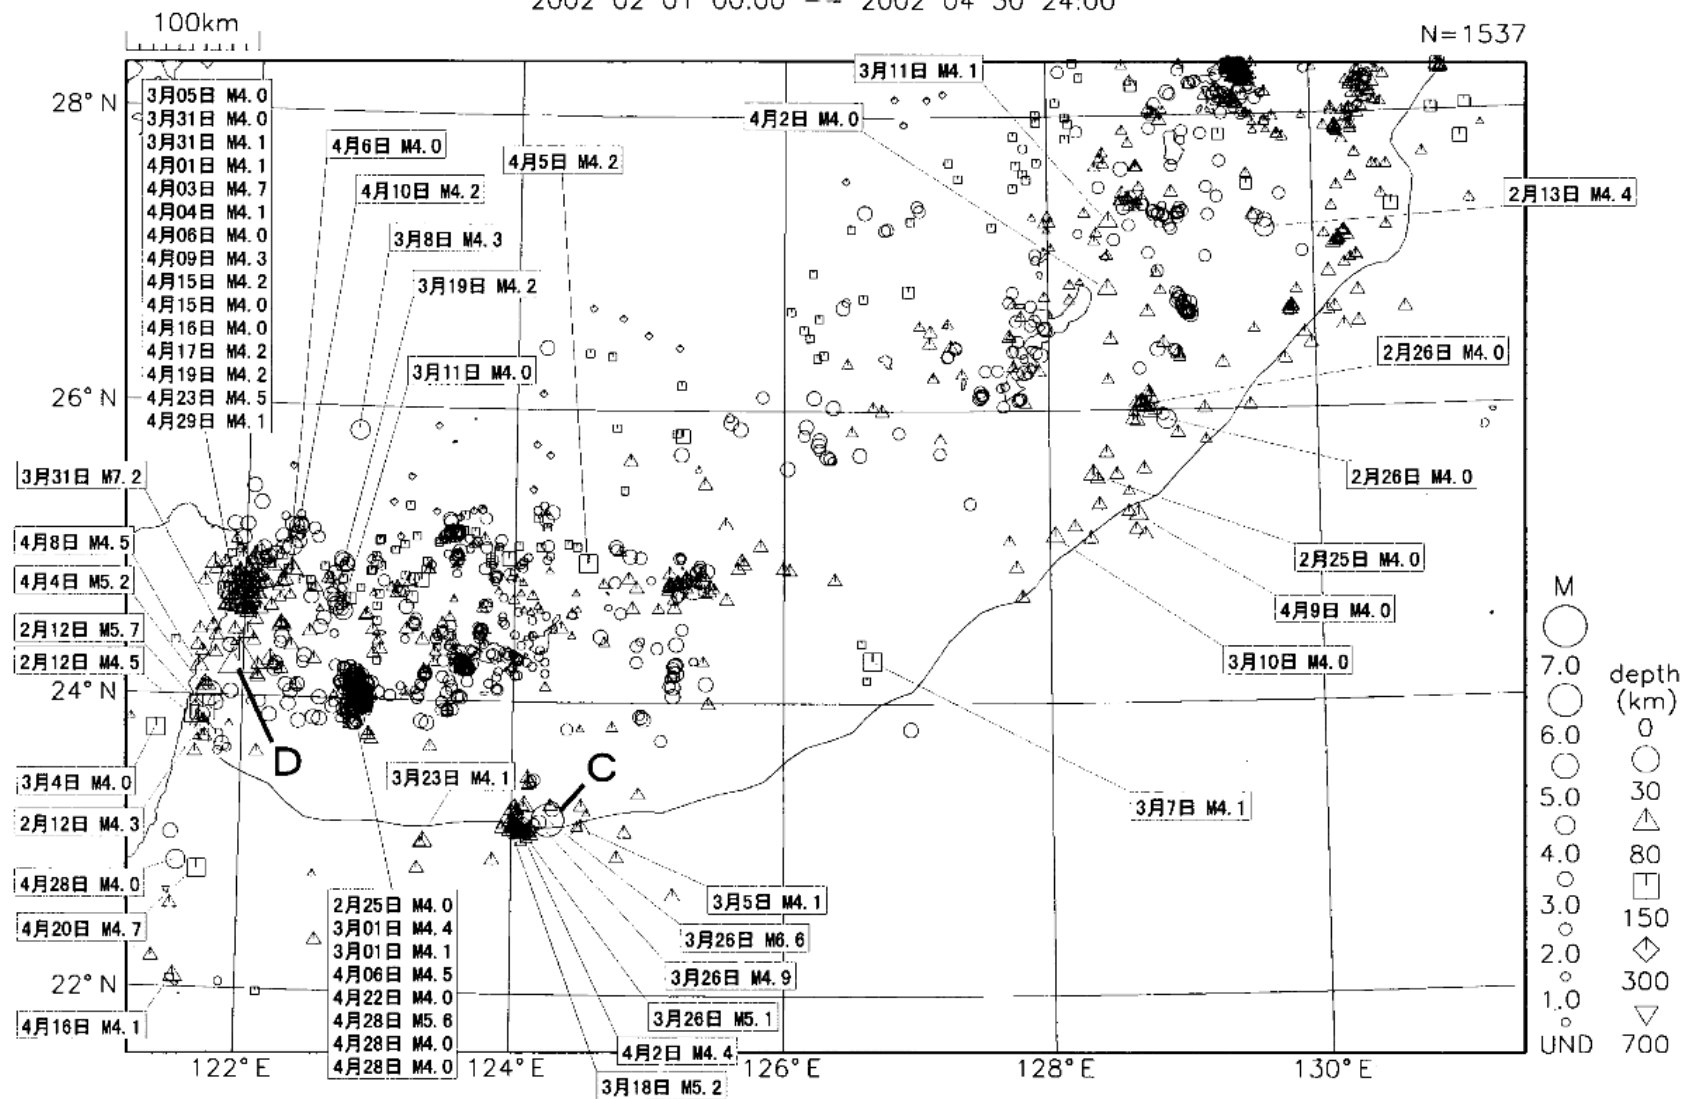 2002 02 01 00:00 -- 2002 04 30 24:00
100km
N=1537
28°N
26°N
24°N
22°N
122°E
124°E
126°E
128°E
130°E
3月05日 M4.0
3月31日 M4.0
3月31日 M4.1
4月01日 M4.1
4月03日 M4.7
4月04日 M4.1
4月06日 M4.0
4月09日 M4.3
4月15日 M4.2
4月15日 M4.0
4月16日 M4.0
4月17日 M4.2
4月19日 M4.2
4月23日 M4.5
4月29日 M4.1
4月6日 M4.0
4月10日 M4.2
3月8日 M4.3
3月19日 M4.2
3月11日 M4.0
4月5日 M4.2
3月11日 M4.1
4月2日 M4.0
2月13日 M4.4
2月26日 M4.0
2月26日 M4.0
2月25日 M4.0
4月9日 M4.0
3月10日 M4.0
3月7日 M4.1
3月31日 M7.2
4月8日 M4.5
4月4日 M5.2
2月12日 M5.7
2月12日 M4.5
3月4日 M4.0
2月12日 M4.3
4月28日 M4.0
4月20日 M4.7
4月16日 M4.1
D
C
3月23日 M4.1
2月25日 M4.0
3月01日 M4.4
3月01日 M4.1
4月06日 M4.5
4月22日 M4.0
4月28日 M5.6
4月28日 M4.0
4月28日 M4.0
3月5日 M4.1
3月26日 M6.6
3月26日 M4.9
3月26日 M5.1
4月2日 M4.4
3月18日 M5.2
M
7.0
6.0
5.0
4.0
3.0
2.0
1.0
UND
depth
(km)
0
30
80
150
300
700